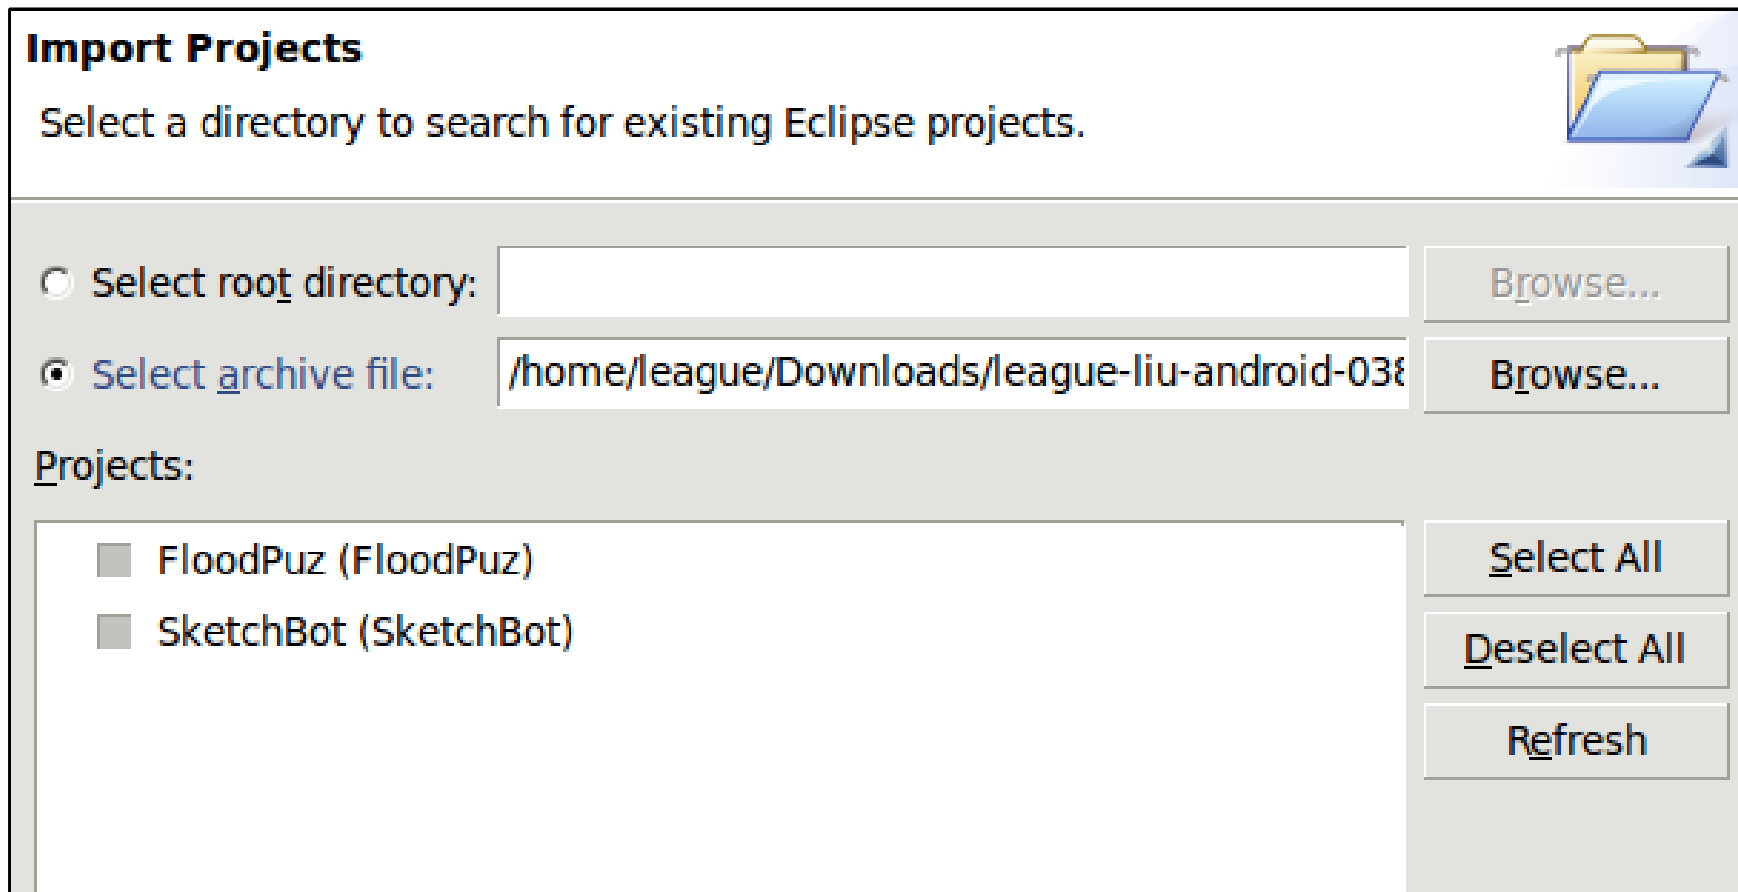 Import Projects
Select a directory to search for existing Eclipse projects.
Select root directory:
Browse...
Select archive file:
/home/league/Downloads/league-liu-android-038
Browse...
Projects:
FloodPuz (FloodPuz)
Select All
SketchBot (SketchBot)
Deselect All
Refresh